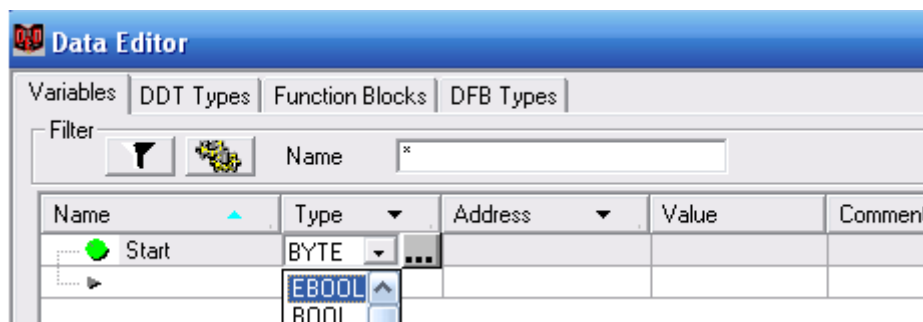 Data Editor
Variables DDT Types Function Blocks DFB Types
Filter
Name *
Name Type Address Value Commen
Start BYTE ...
EBOOL
BOOL